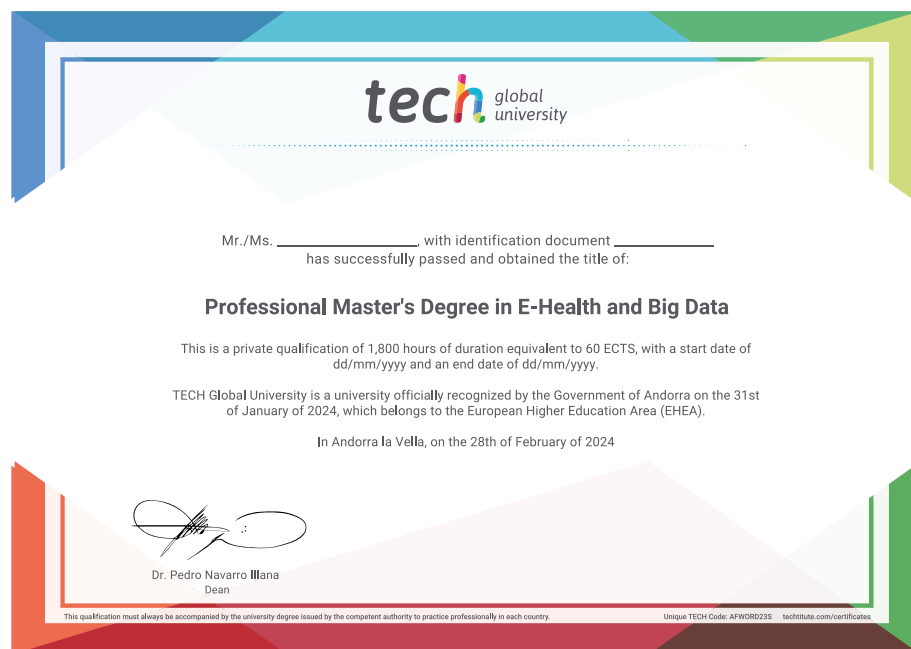 tech global university
Mr./Ms. ________________, with identification document ____________
has successfully passed and obtained the title of:
Professional Master's Degree in E-Health and Big Data
This is a private qualification of 1,800 hours of duration equivalent to 60 ECTS, with a start date of
dd/mm/yyyy and an end date of dd/mm/yyyy.
TECH Global University is a university officially recognized by the Government of Andorra on the 31st
of January of 2024, which belongs to the European Higher Education Area (EHEA).
In Andorra la Vella, on the 28th of February of 2024
Dr. Pedro Navarro Illana
Dean
This qualification must always be accompanied by the university degree issued by the competent authority to practice professionally in each country.
Unique TECH Code: AFWORD23S techtitute.com/certificates